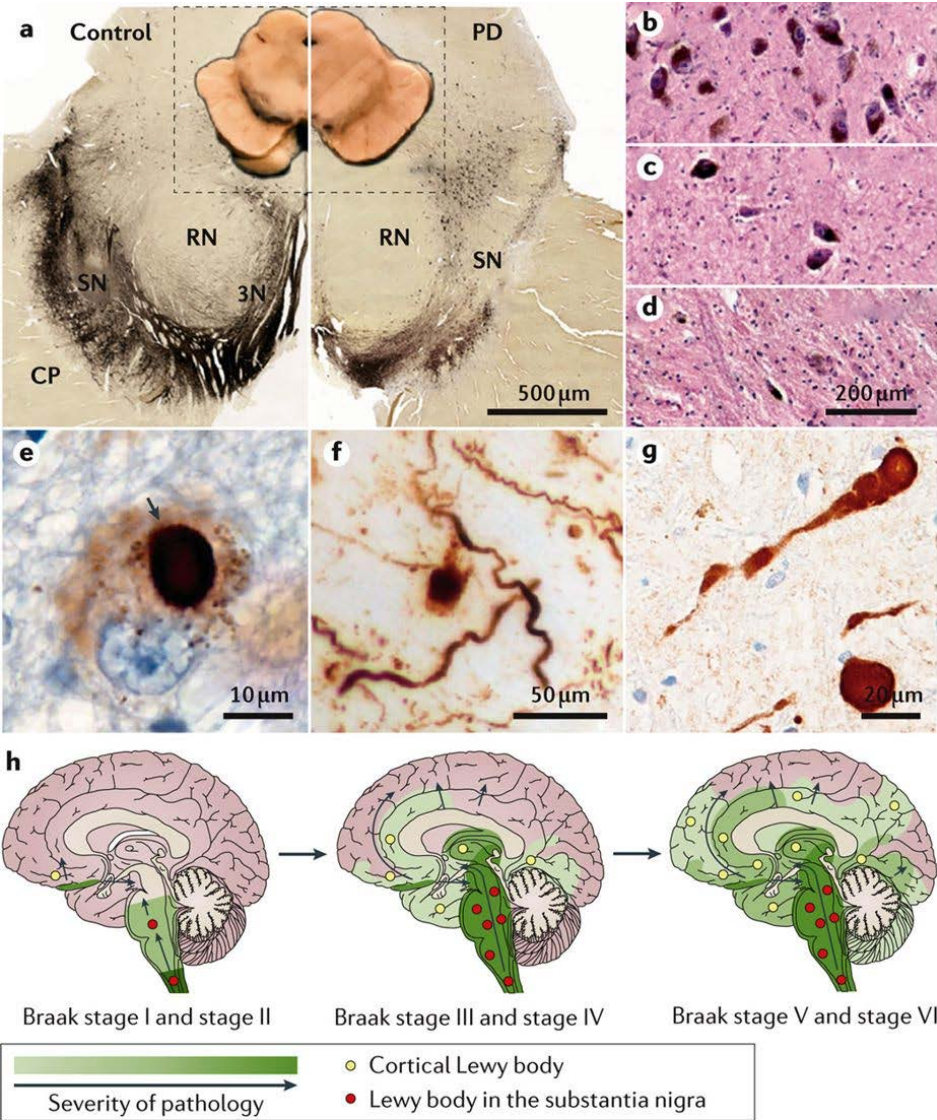 a
Control
PD
RN
RN
SN
SN
3N
CP
500 µm
b
c
d
200 µm
e
10 µm
f
50 µm
g
20 µm
h
Braak stage I and stage II
Braak stage III and stage IV
Braak stage V and stage VI
Severity of pathology
Cortical Lewy body
Lewy body in the substantia nigra